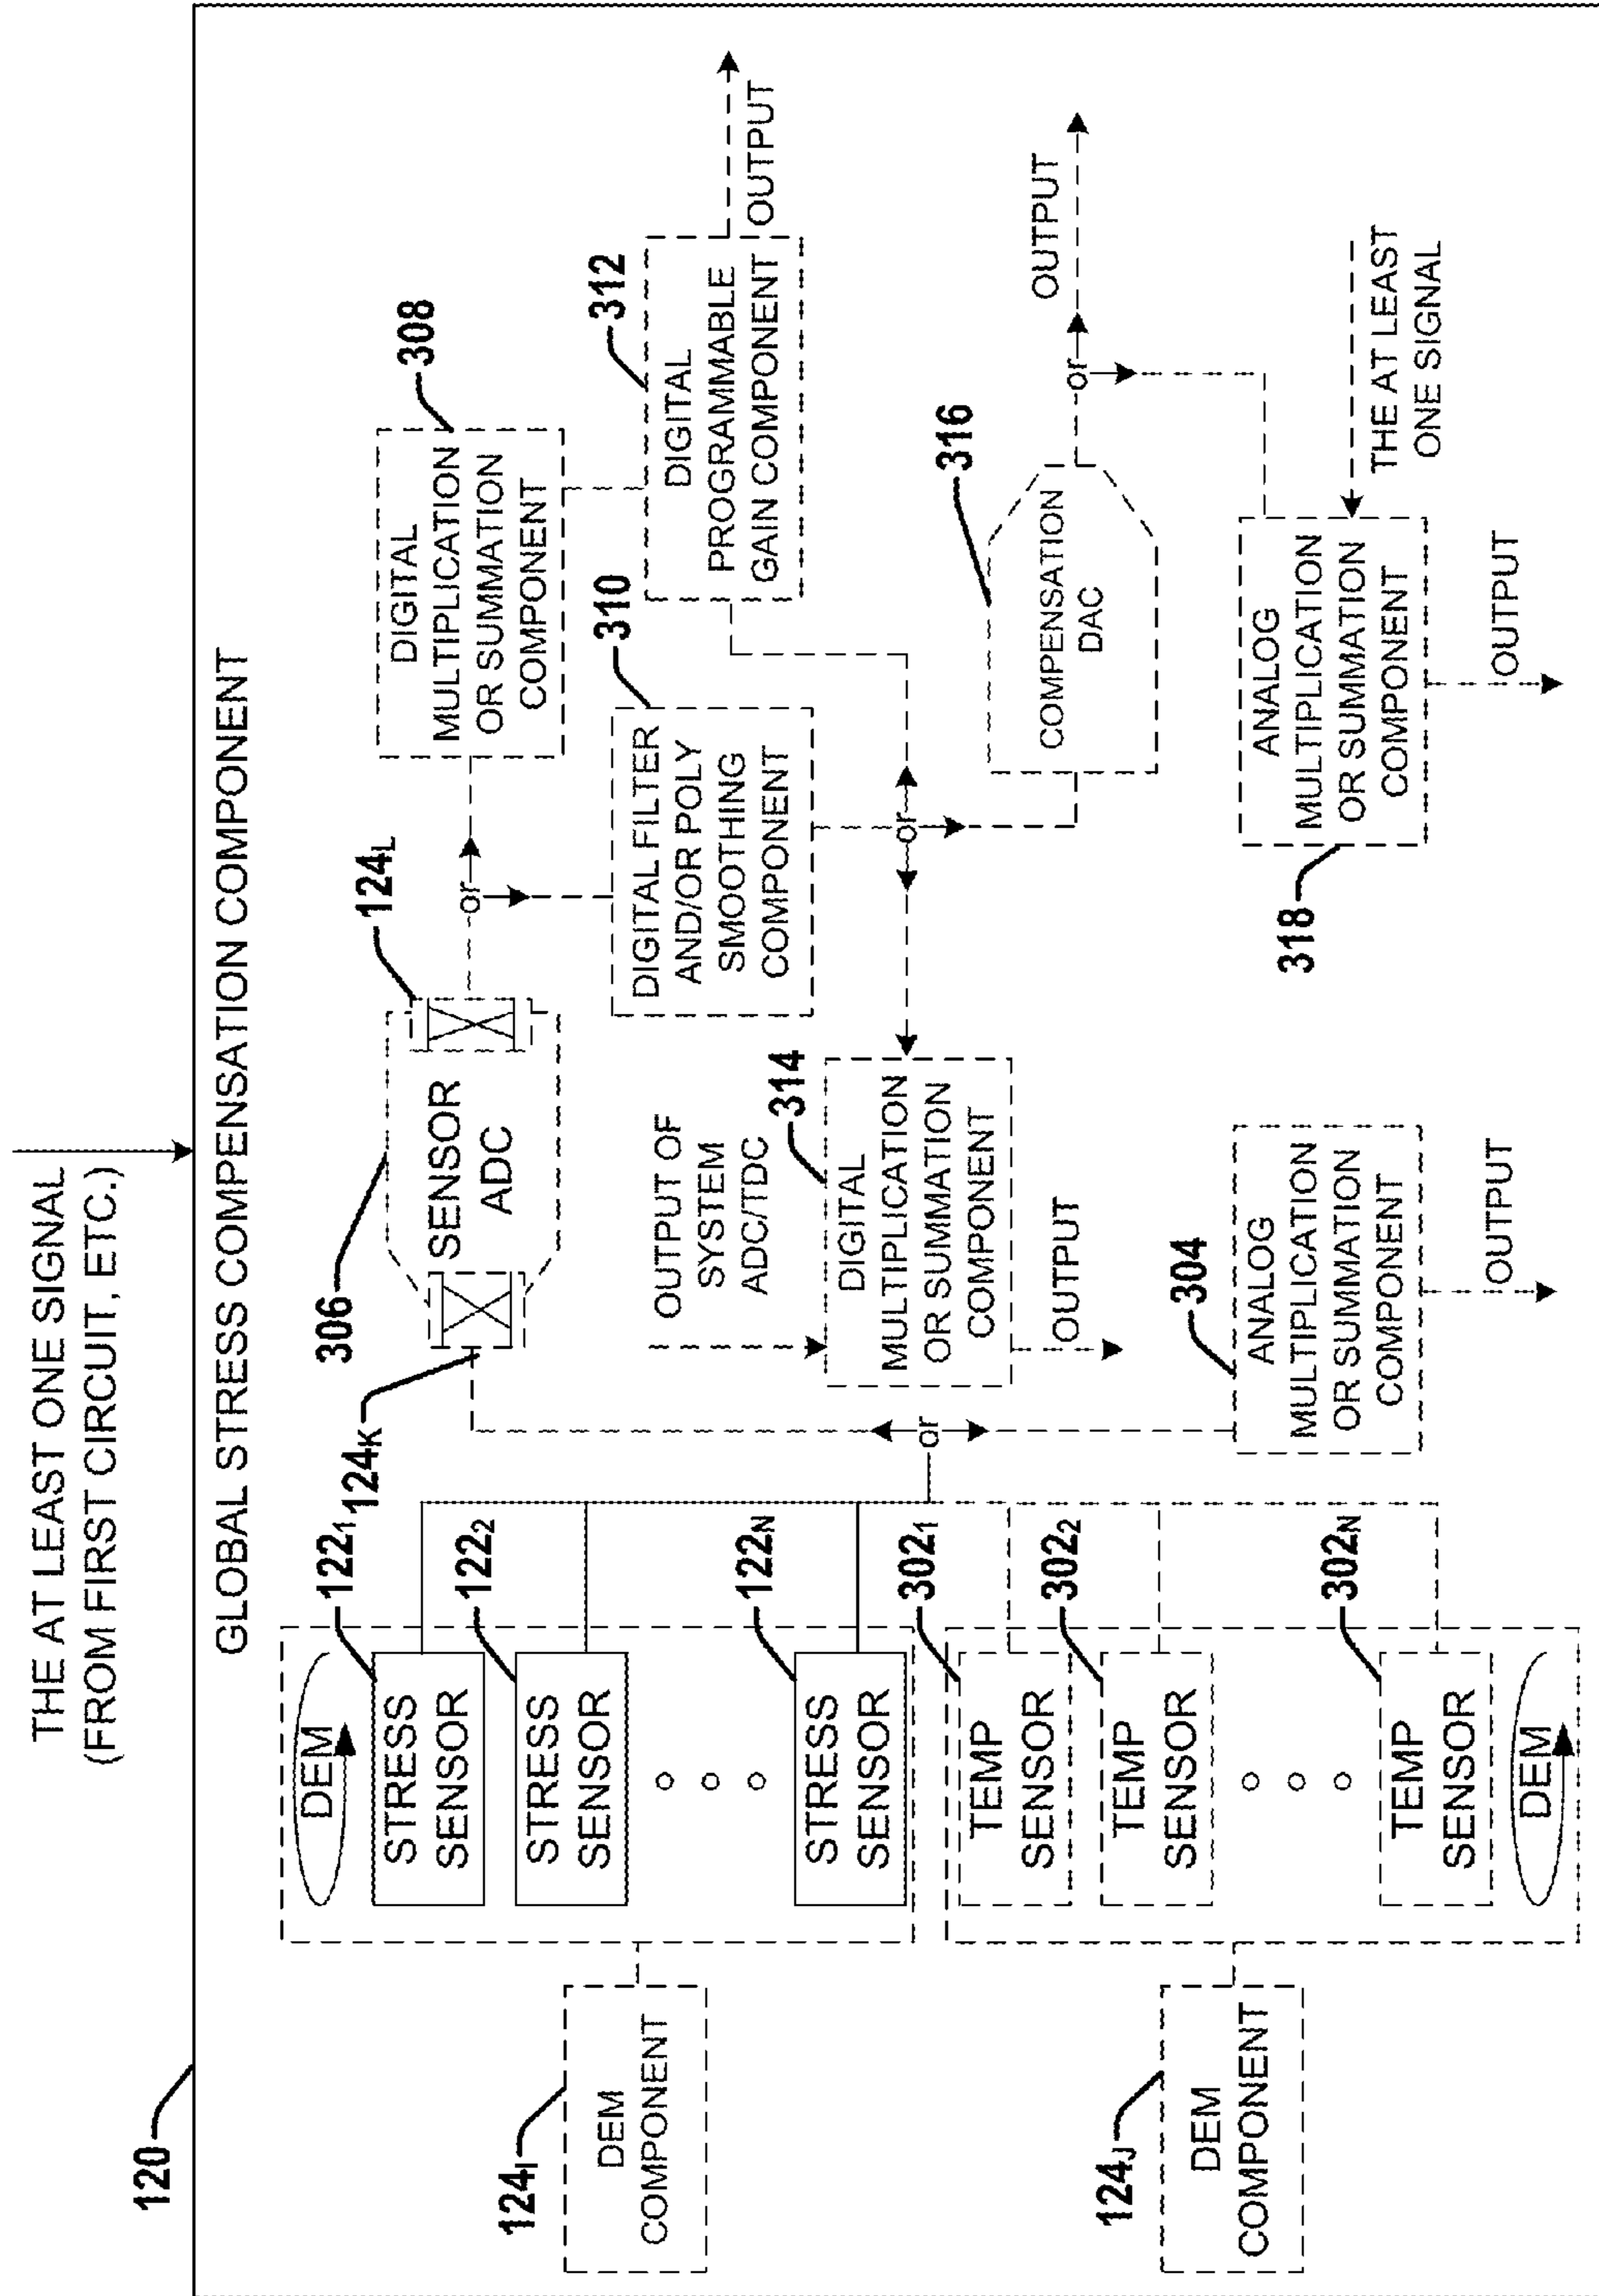 THE AT LEAST ONE SIGNAL
(FROM FIRST CIRCUIT, ETC.)
120
GLOBAL STRESS COMPENSATION COMPONENT
124I
DEM
COMPONENT
124J
DEM
COMPONENT
DEM
122₁
STRESS
SENSOR
122₂
STRESS
SENSOR
122N
STRESS
SENSOR
302₁
TEMP
SENSOR
302₂
TEMP
SENSOR
302N
TEMP
SENSOR
DEM
or
124K
306
SENSOR
ADC
124L
or
308
DIGITAL
MULTIPLICATION
OR SUMMATION
COMPONENT
310
DIGITAL FILTER
AND/OR POLY
SMOOTHING
COMPONENT
312
DIGITAL
PROGRAMMABLE
GAIN COMPONENT
OUTPUT
OUTPUT OF
SYSTEM
ADC/TDC
314
DIGITAL
MULTIPLICATION
OR SUMMATION
COMPONENT
OUTPUT
or
316
COMPENSATION
DAC
or
OUTPUT
304
ANALOG
MULTIPLICATION
OR SUMMATION
COMPONENT
OUTPUT
318
ANALOG
MULTIPLICATION
OR SUMMATION
COMPONENT
THE AT LEAST
ONE SIGNAL
OUTPUT